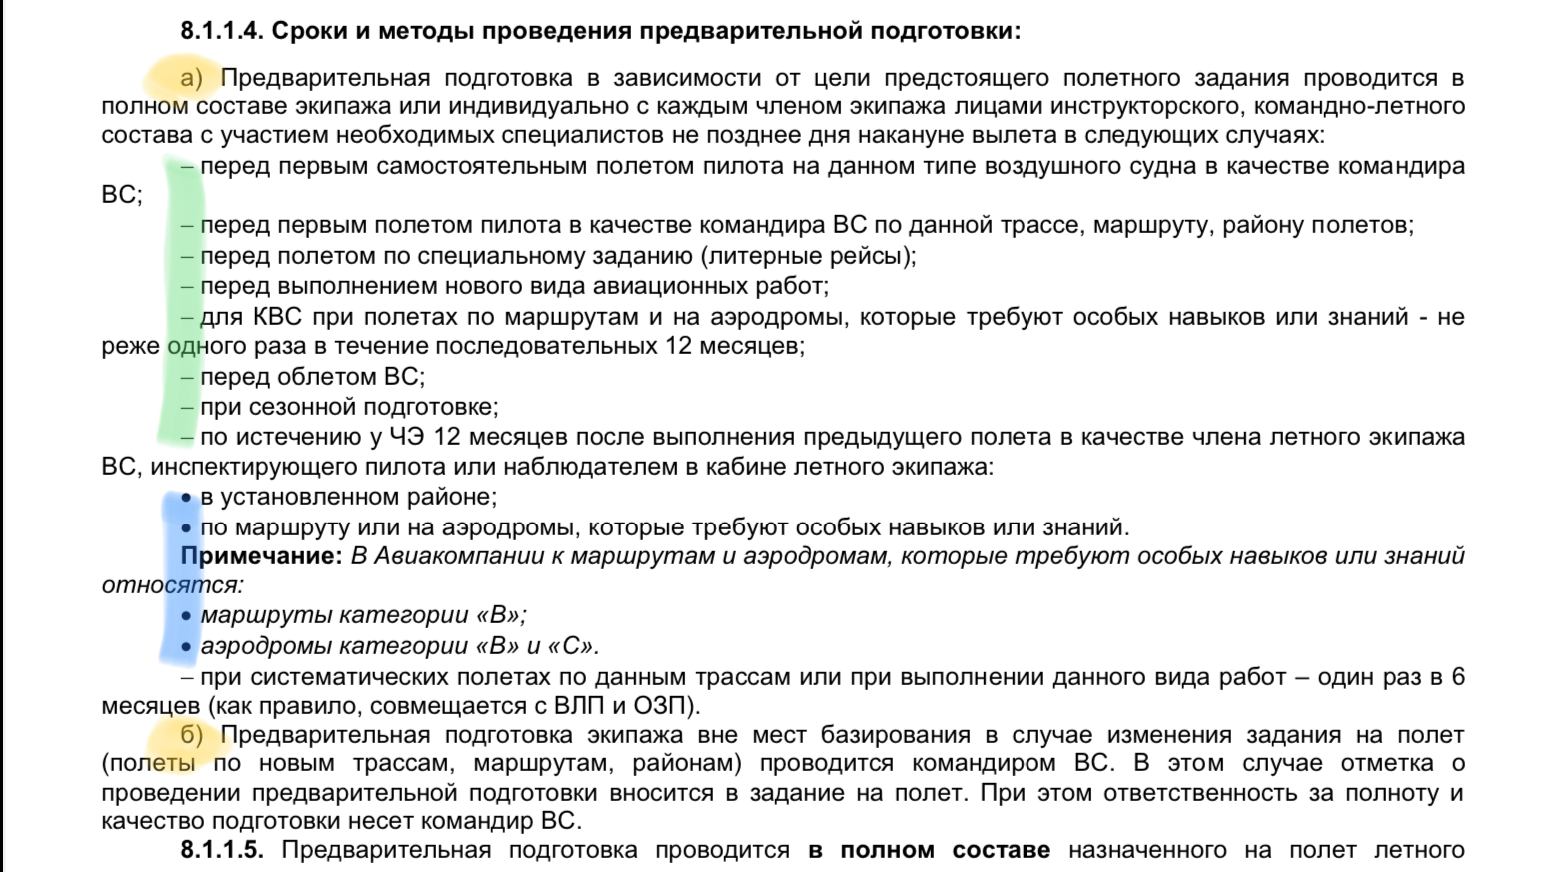 8.1.1.4. Сроки и методы проведения предварительной подготовки:
а) Предварительная подготовка в зависимости от цели предстоящего полетного задания проводится в
полном составе экипажа или индивидуально с каждым членом экипажа лицами инструкторского, командно-летного
состава с участием необходимых специалистов не позднее дня накануне вылета в следующих случаях:
– перед первым самостоятельным полетом пилота на данном типе воздушного судна в качестве командира
ВС;
– перед первым полетом пилота в качестве командира ВС по данной трассе, маршруту, району полетов;
– перед полетом по специальному заданию (литерные рейсы);
– перед выполнением нового вида авиационных работ;
– для КВС при полетах по маршрутам и на аэродромы, которые требуют особых навыков или знаний - не
реже одного раза в течение последовательных 12 месяцев;
– перед облетом ВС;
– при сезонной подготовке;
– по истечению у ЧЭ 12 месяцев после выполнения предыдущего полета в качестве члена летного экипажа
ВС, инспектирующего пилота или наблюдателем в кабине летного экипажа:
• в установленном районе;
• по маршруту или на аэродромы, которые требуют особых навыков или знаний.
Примечание: В Авиакомпании к маршрутам и аэродромам, которые требуют особых навыков или знаний
относятся:
• маршруты категории «В»;
• аэродромы категории «В» и «С».
– при систематических полетах по данным трассам или при выполнении данного вида работ – один раз в 6
месяцев (как правило, совмещается с ВЛП и ОЗП).
б) Предварительная подготовка экипажа вне мест базирования в случае изменения задания на полет
(полеты по новым трассам, маршрутам, районам) проводится командиром ВС. В этом случае отметка о
проведении предварительной подготовки вносится в задание на полет. При этом ответственность за полноту и
качество подготовки несет командир ВС.
8.1.1.5. Предварительная подготовка проводится в полном составе назначенного на полет летного